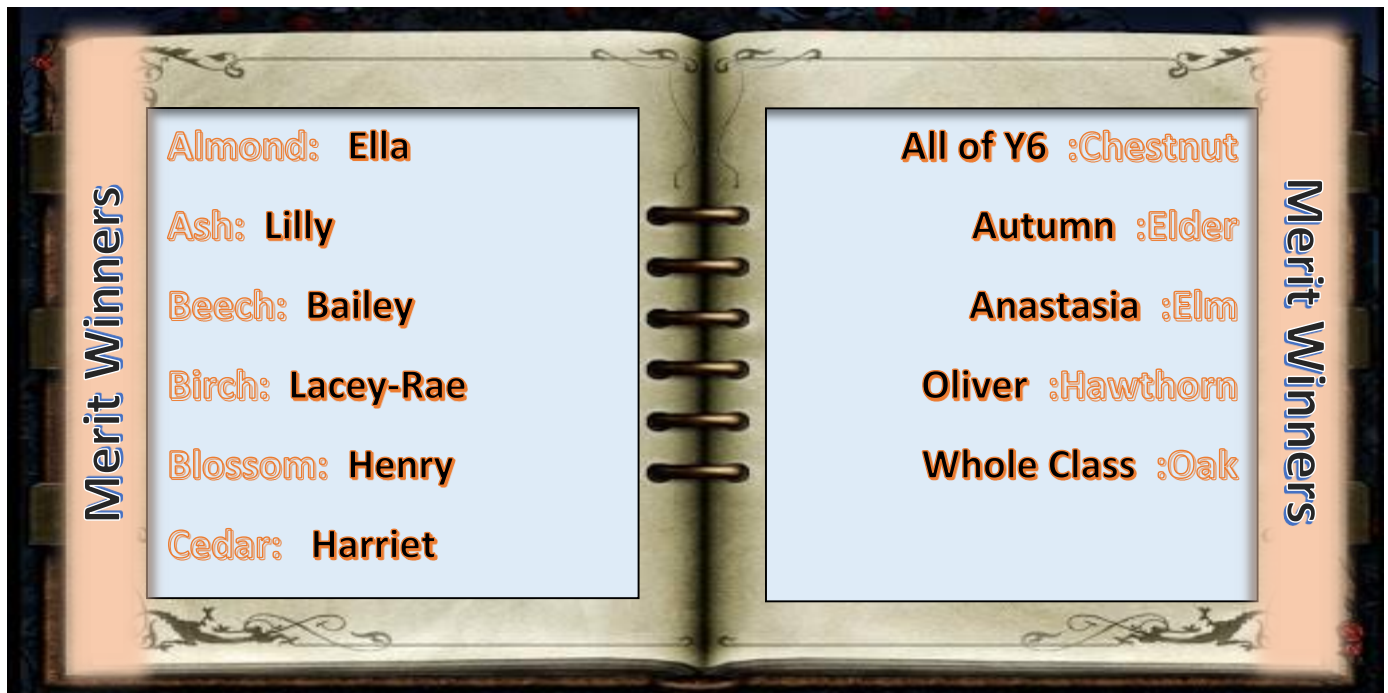 Merit Winners
Almond: Ella
Ash: Lilly
Beech: Bailey
Birch: Lacey-Rae
Blossom: Henry
Cedar: Harriet
All of Y6 :Chestnut
Autumn :Elder
Anastasia :Elm
Oliver :Hawthorn
Whole Class :Oak
Merit Winners